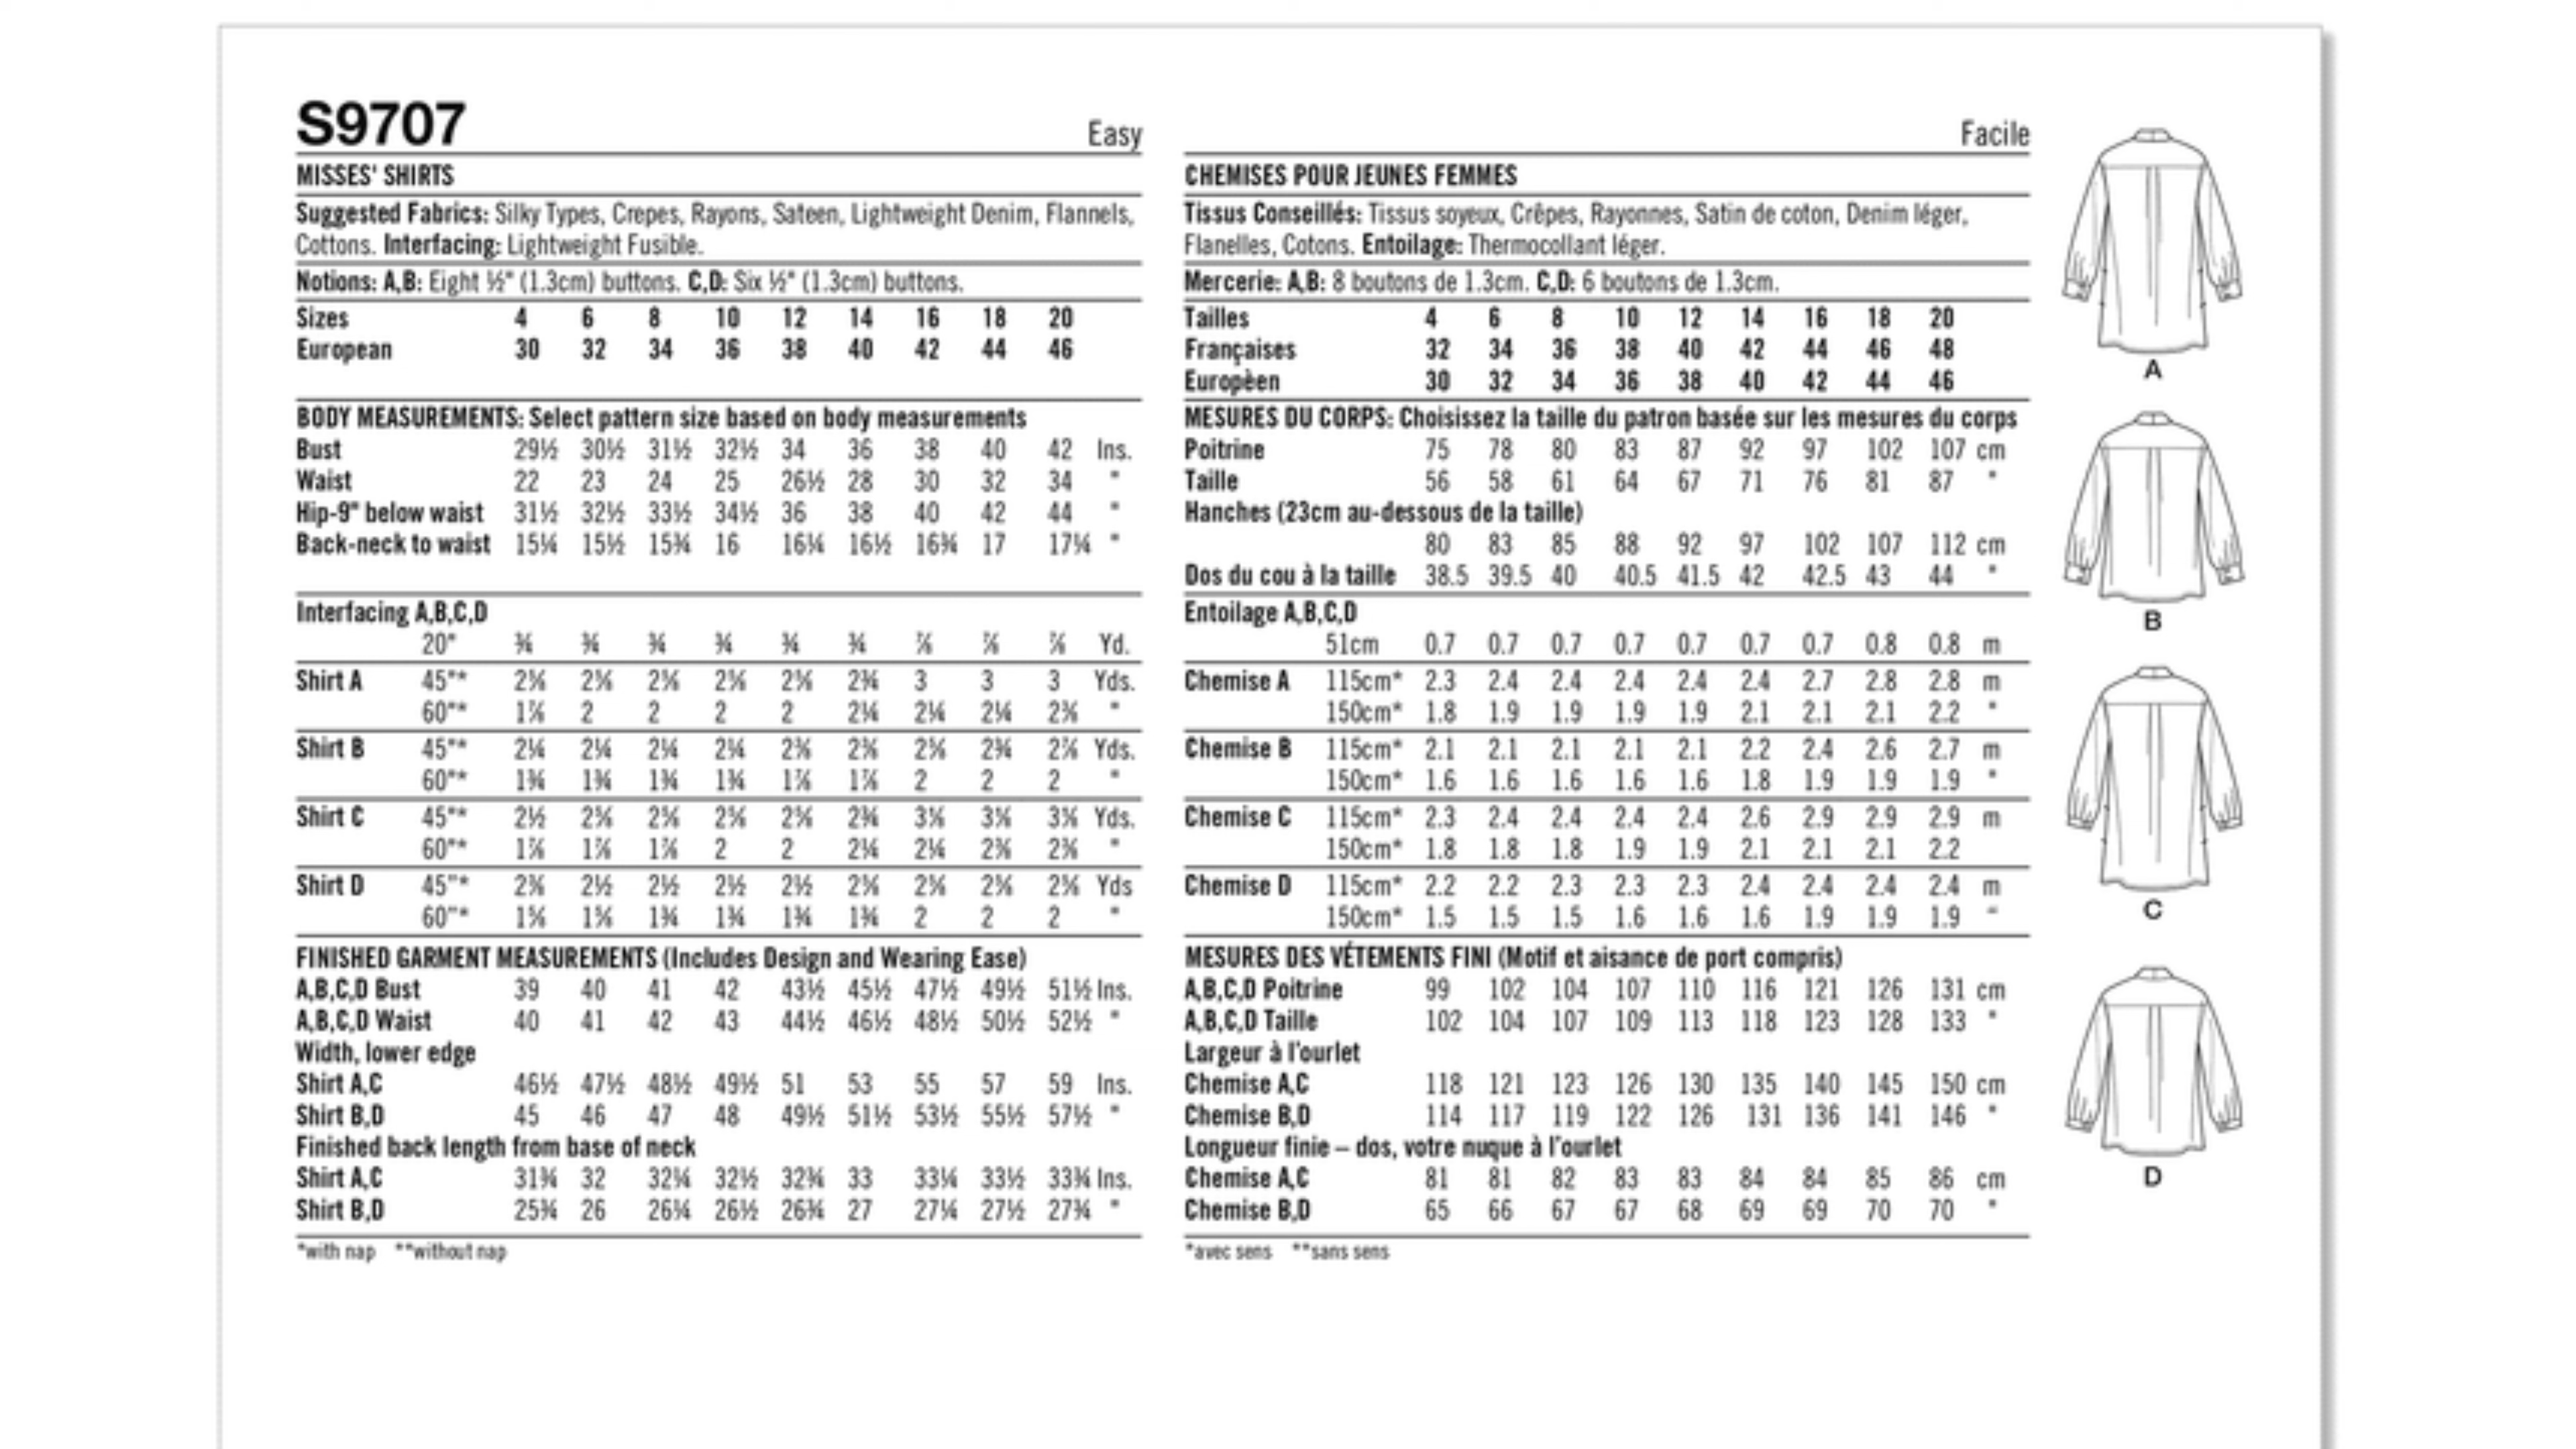 S9707 Easy
MISSES' SHIRTS
Suggested Fabrics: Silky Types, Crepes, Rayons, Sateen, Lightweight Denim, Flannels,
Cottons. Interfacing: Lightweight Fusible.
Notions: A,B: Eight ½" (1.3cm) buttons. C,D: Six ½" (1.3cm) buttons.
Sizes 4 6 8 10 12 14 16 18 20
European 30 32 34 36 38 40 42 44 46
BODY MEASUREMENTS: Select pattern size based on body measurements
Bust 29½ 30½ 31½ 32½ 34 36 38 40 42 Ins.
Waist 22 23 24 25 26½ 28 30 32 34 "
Hip-9" below waist 31½ 32½ 33½ 34½ 36 38 40 42 44 "
Back-neck to waist 15¼ 15½ 15¾ 16 16¼ 16½ 16¾ 17 17¼ "
Interfacing A,B,C,D
20" ¾ ¾ ¾ ¾ ¾ ¾ ⅞ ⅞ ⅞ Yd.
Shirt A 45"* 2⅝ 2⅝ 2⅝ 2⅝ 2⅝ 2¾ 3 3 3 Yds.
60"* 1⅞ 2 2 2 2 2¼ 2¼ 2¼ 2⅜ "
Shirt B 45"* 2¼ 2¼ 2¼ 2¼ 2⅜ 2⅜ 2⅝ 2¾ 2⅞ Yds.
60"* 1¾ 1¾ 1¾ 1¾ 1⅞ 1⅞ 2 2 2 "
Shirt C 45"* 2½ 2⅝ 2⅝ 2⅝ 2⅝ 2¾ 3⅛ 3⅛ 3⅛ Yds.
60"* 1⅞ 1⅞ 1⅞ 2 2 2¼ 2¼ 2⅜ 2⅜ "
Shirt D 45"* 2⅜ 2½ 2½ 2½ 2½ 2⅝ 2⅝ 2⅝ 2⅝ Yds
60"* 1⅝ 1⅝ 1¾ 1¾ 1¾ 1¾ 2 2 2 "
FINISHED GARMENT MEASUREMENTS (Includes Design and Wearing Ease)
A,B,C,D Bust 39 40 41 42 43½ 45½ 47½ 49½ 51½ Ins.
A,B,C,D Waist 40 41 42 43 44½ 46½ 48½ 50½ 52½ "
Width, lower edge
Shirt A,C 46½ 47½ 48½ 49½ 51 53 55 57 59 Ins.
Shirt B,D 45 46 47 48 49½ 51½ 53½ 55½ 57½ "
Finished back length from base of neck
Shirt A,C 31¾ 32 32¼ 32½ 32¾ 33 33¼ 33½ 33¾ Ins.
Shirt B,D 25¾ 26 26¼ 26½ 26¾ 27 27¼ 27½ 27¾ "
*with nap **without nap
Facile
CHEMISES POUR JEUNES FEMMES
Tissus Conseillés: Tissus soyeux, Crêpes, Rayonnes, Satin de coton, Denim léger,
Flanelles, Cotons. Entoilage: Thermocollant léger.
Mercerie: A,B: 8 boutons de 1.3cm. C,D: 6 boutons de 1.3cm.
Tailles 4 6 8 10 12 14 16 18 20
Françaises 32 34 36 38 40 42 44 46 48
Europèen 30 32 34 36 38 40 42 44 46
MESURES DU CORPS: Choisissez la taille du patron basée sur les mesures du corps
Poitrine 75 78 80 83 87 92 97 102 107 cm
Taille 56 58 61 64 67 71 76 81 87 "
Hanches (23cm au-dessous de la taille)
80 83 85 88 92 97 102 107 112 cm
Dos du cou à la taille 38.5 39.5 40 40.5 41.5 42 42.5 43 44 "
Entoilage A,B,C,D
51cm 0.7 0.7 0.7 0.7 0.7 0.7 0.7 0.8 0.8 m
Chemise A 115cm* 2.3 2.4 2.4 2.4 2.4 2.4 2.7 2.8 2.8 m
150cm* 1.8 1.9 1.9 1.9 1.9 2.1 2.1 2.1 2.2 "
Chemise B 115cm* 2.1 2.1 2.1 2.1 2.1 2.2 2.4 2.6 2.7 m
150cm* 1.6 1.6 1.6 1.6 1.6 1.8 1.9 1.9 1.9 "
Chemise C 115cm* 2.3 2.4 2.4 2.4 2.4 2.6 2.9 2.9 2.9 m
150cm* 1.8 1.8 1.8 1.9 1.9 2.1 2.1 2.1 2.2
Chemise D 115cm* 2.2 2.2 2.3 2.3 2.3 2.4 2.4 2.4 2.4 m
150cm* 1.5 1.5 1.5 1.6 1.6 1.6 1.9 1.9 1.9 "
MESURES DES VÉTEMENTS FINI (Motif et aisance de port compris)
A,B,C,D Poitrine 99 102 104 107 110 116 121 126 131 cm
A,B,C,D Taille 102 104 107 109 113 118 123 128 133 "
Largeur à l'ourlet
Chemise A,C 118 121 123 126 130 135 140 145 150 cm
Chemise B,D 114 117 119 122 126 131 136 141 146 "
Longueur finie – dos, votre nuque à l'ourlet
Chemise A,C 81 81 82 83 83 84 84 85 86 cm
Chemise B,D 65 66 67 67 68 69 69 70 70 "
*avec sens **sans sens
A
B
C
D